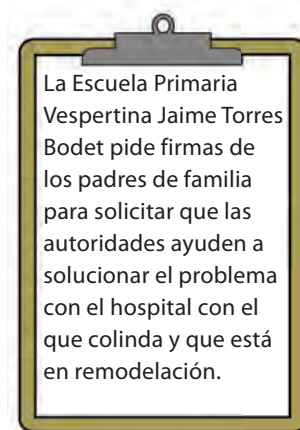 La Escuela Primaria
Vespertina Jaime Torres
Bodet pide firmas de
los padres de familia
para solicitar que las
autoridades ayuden a
solucionar el problema
con el hospital con el
que colinda y que está
en remodelación.